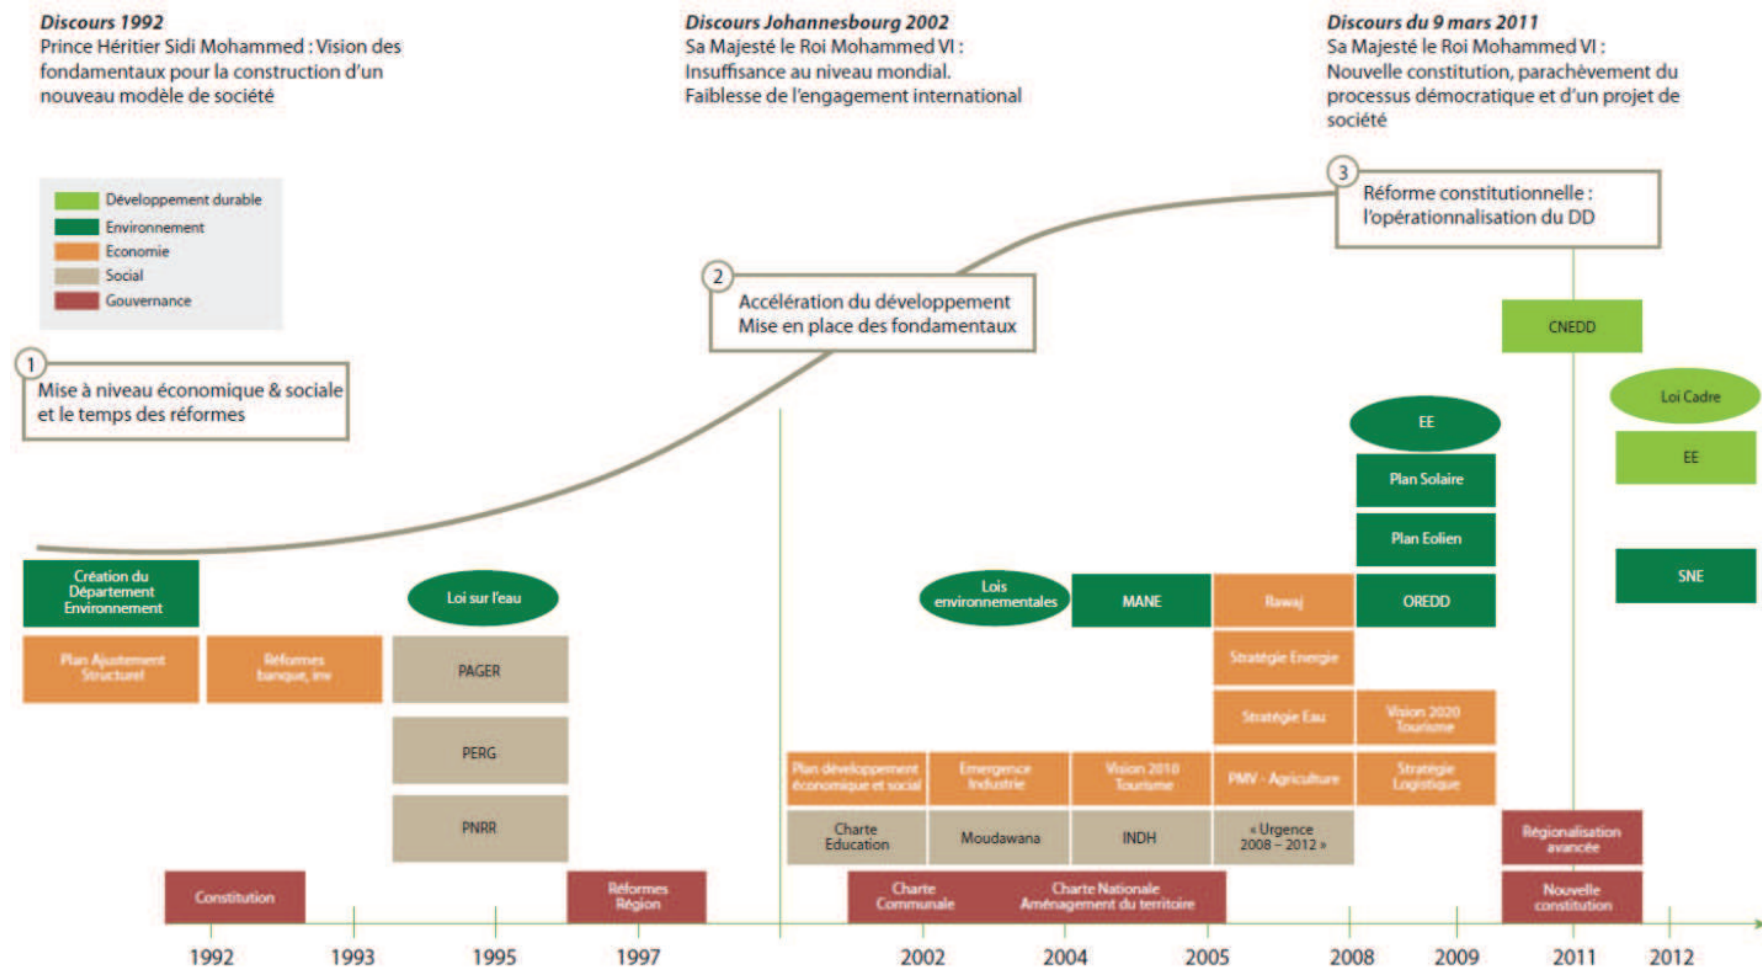 Discours 1992
Prince Héritier Sidi Mohammed : Vision des
fondamentaux pour la construction d'un
nouveau modèle de société
Discours Johannesbourg 2002
Sa Majesté le Roi Mohammed VI :
Insuffisance au niveau mondial.
Faiblesse de l'engagement international
Discours du 9 mars 2011
Sa Majesté le Roi Mohammed VI :
Nouvelle constitution, parachèvement du
processus démocratique et d'un projet de
société
Développement durable
Environnement
Economie
Social
Gouvernance
1
Mise à niveau économique & sociale
et le temps des réformes
2
Accélération du développement
Mise en place des fondamentaux
3
Réforme constitutionnelle :
l'opérationnalisation du DD
CNEDD
Loi Cadre
EE
EE
Plan Solaire
Plan Eolien
SNE
Création du
Département
Environnement
Loi sur l'eau
Lois
environnementales
MANE
Rawaj
OREDD
Plan Ajustement
Structurel
Réformes
banque, inv
PAGER
Stratégie Energie
PERG
Stratégie Eau
Vision 2020
Tourisme
PNRR
Plan développement
économique et social
Emergence
Industrie
Vision 2010
Tourisme
PMV - Agriculture
Stratégie
Logistique
Charte
Education
Moudawana
INDH
« Urgence
2008 – 2012 »
Régionalisation
avancée
Constitution
Réformes
Région
Charte
Communale
Charte Nationale
Aménagement du territoire
Nouvelle
constitution
1992
1993
1995
1997
2002
2004
2005
2008
2009
2011
2012